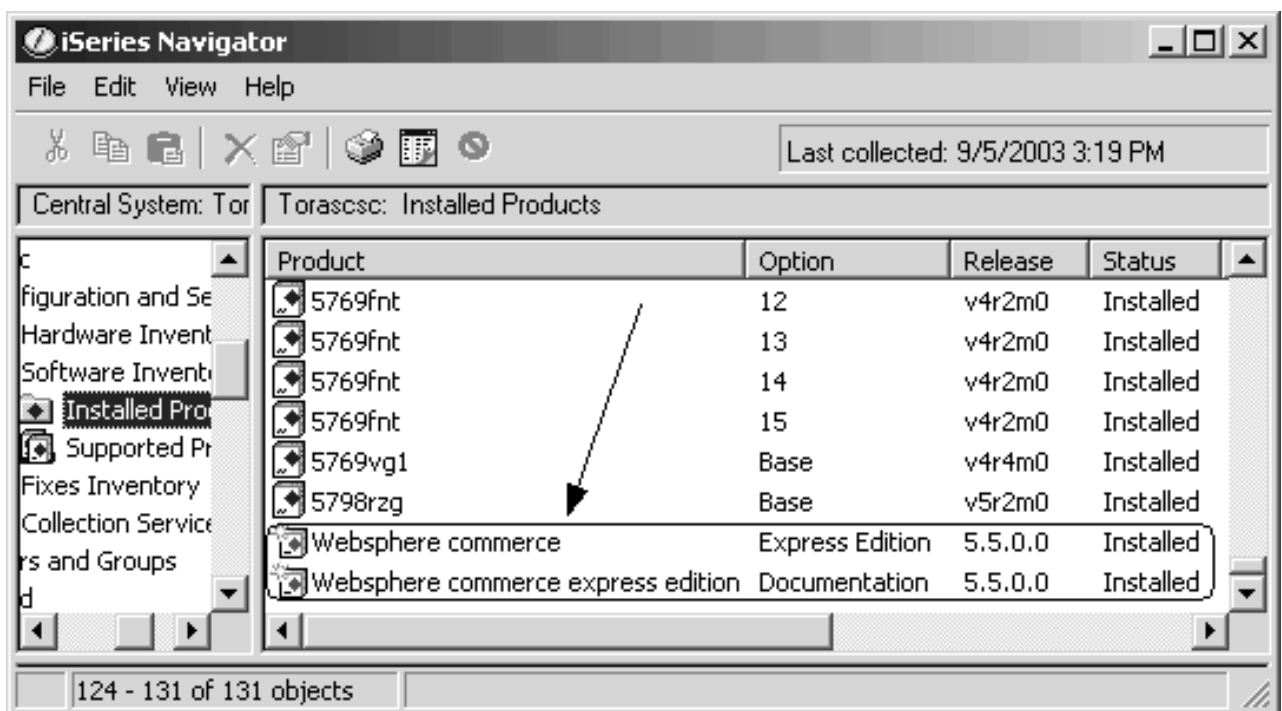 iSeries Navigator
File Edit View Help
Last collected: 9/5/2003 3:19 PM
Central System: Tor
Torascsc: Installed Products
c
figuration and Se
Hardware Invent
Software Invent
Installed Pro
Supported Pr
Fixes Inventory
Collection Service
rs and Groups
d
Product Option Release Status
5769fnt 12 v4r2m0 Installed
5769fnt 13 v4r2m0 Installed
5769fnt 14 v4r2m0 Installed
5769fnt 15 v4r2m0 Installed
5769vg1 Base v4r4m0 Installed
5798rzg Base v5r2m0 Installed
Websphere commerce Express Edition 5.5.0.0 Installed
Websphere commerce express edition Documentation 5.5.0.0 Installed
124 - 131 of 131 objects